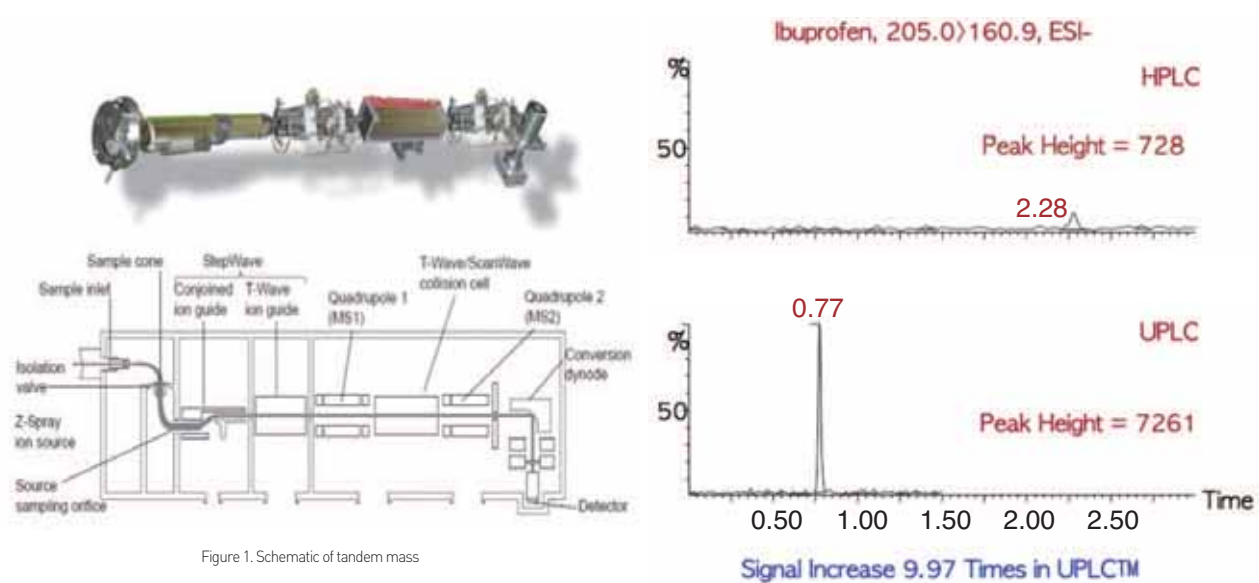 Sample cone
StepWave
Sample inlet
Conjoined
ion guide
T-Wave
ion guide
Quadrupole 1
(MS1)
T-Wave/ScanWave
collision cell
Quadrupole 2
(MS2)
Isolation
valve
Conversion
dynode
Z-Spray
ion source
Source
sampling orifice
Detector
Figure 1. Schematic of tandem mass
Ibuprofen, 205.0>160.9, ESI-
%
HPLC
50
Peak Height = 728
2.28
0.77
%
UPLC
50
Peak Height = 7261
Time
0.50 1.00 1.50 2.00 2.50
Signal Increase 9.97 Times in UPLCTM